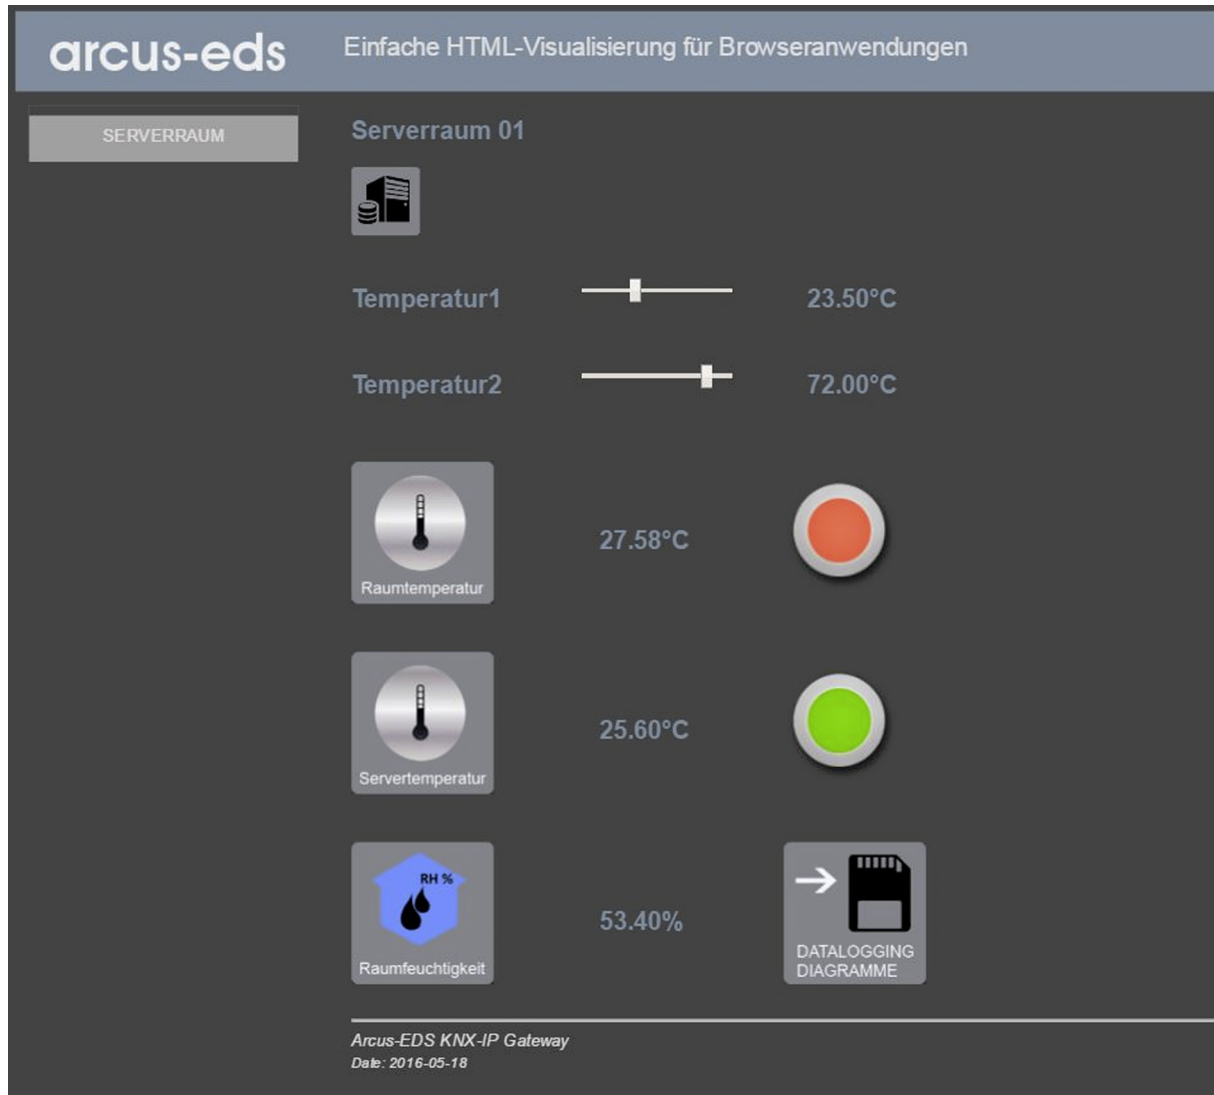 arcus-eds
Einfache HTML-Visualisierung für Browseranwendungen
SERVERRAUM
Serverraum 01
Temperatur1 23.50°C
Temperatur2 72.00°C
27.58°C
Raumtemperatur
25.60°C
Servertemperatur
RH %
53.40%
Raumfeuchtigkeit
DATALOGGING
DIAGRAMME
Arcus-EDS KNX-IP Gateway
Date: 2016-05-18